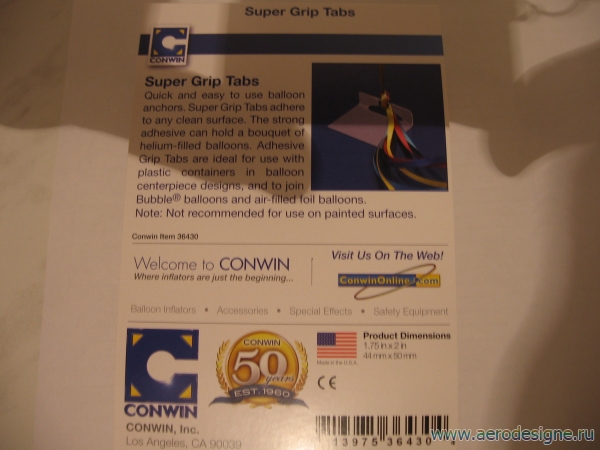 Super Grip Tabs
CONWIN
Super Grip Tabs
Quick and easy to use balloon
anchors. Super Grip Tabs adhere
to any clean surface. The strong
adhesive can hold a bouquet of
helium-filled balloons. Adhesive
Grip Tabs are ideal for use with
plastic containers in balloon
centerpiece designs, and to join
Bubble® balloons and air-filled foil balloons.
Note: Not recommended for use on painted surfaces.
Conwin Item 36430
Welcome to CONWIN
Where inflators are just the beginning...
Visit Us On The Web!
ConwinOnline.com
Balloon Inflators • Accessories • Special Effects • Safety Equipment
CONWIN
CONWIN, Inc.
Los Angeles, CA 90039
CONWIN
50 years
EST. 1960
Made in the U.S.A.
CE
Product Dimensions
1.75 in x 2 in
44 mm x 50 mm
13975 36430
www.aerodesigne.ru